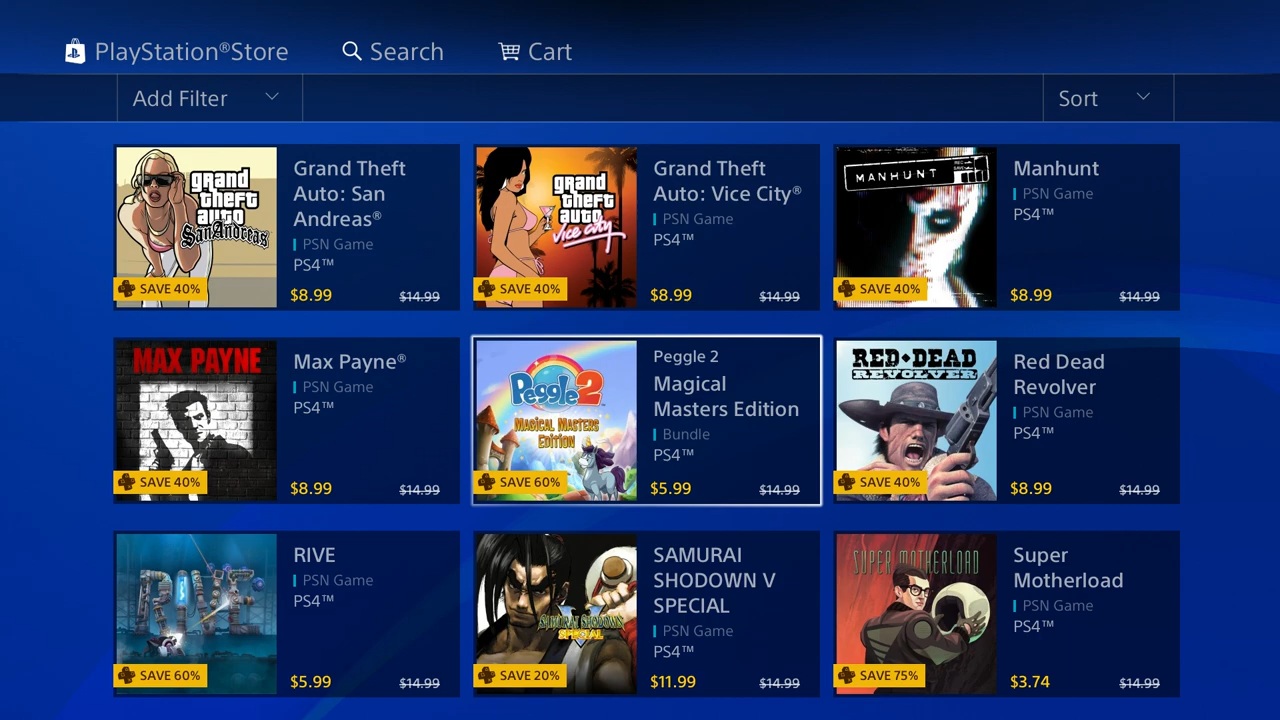 PlayStation®Store
Search
Cart
Add Filter
Sort
grand
theft
auto
SanAndreas
SAVE 40%
Grand Theft
Auto: San
Andreas®
PSN Game
PS4™
$8.99 $14.99
grand
theft
auto
vice city
SAVE 40%
Grand Theft
Auto: Vice City®
PSN Game
PS4™
$8.99 $14.99
MANHUNT
SAVE 40%
Manhunt
PSN Game
PS4™
$8.99 $14.99
MAX PAYNE
SAVE 40%
Max Payne®
PSN Game
PS4™
$8.99 $14.99
Peggle 2
MAGICAL MASTERS
EDITION
SAVE 60%
Peggle 2
Magical
Masters Edition
Bundle
PS4™
$5.99 $14.99
RED DEAD
REVOLVER
SAVE 40%
Red Dead
Revolver
PSN Game
PS4™
$8.99 $14.99
RIVE
SAVE 60%
RIVE
PSN Game
PS4™
$5.99 $14.99
SAMURAI SHODOWN
V
SPECIAL
SAVE 20%
SAMURAI
SHODOWN V
SPECIAL
PSN Game
PS4™
$11.99 $14.99
SUPER MOTHERLOAD
SAVE 75%
Super
Motherload
PSN Game
PS4™
$3.74 $14.99